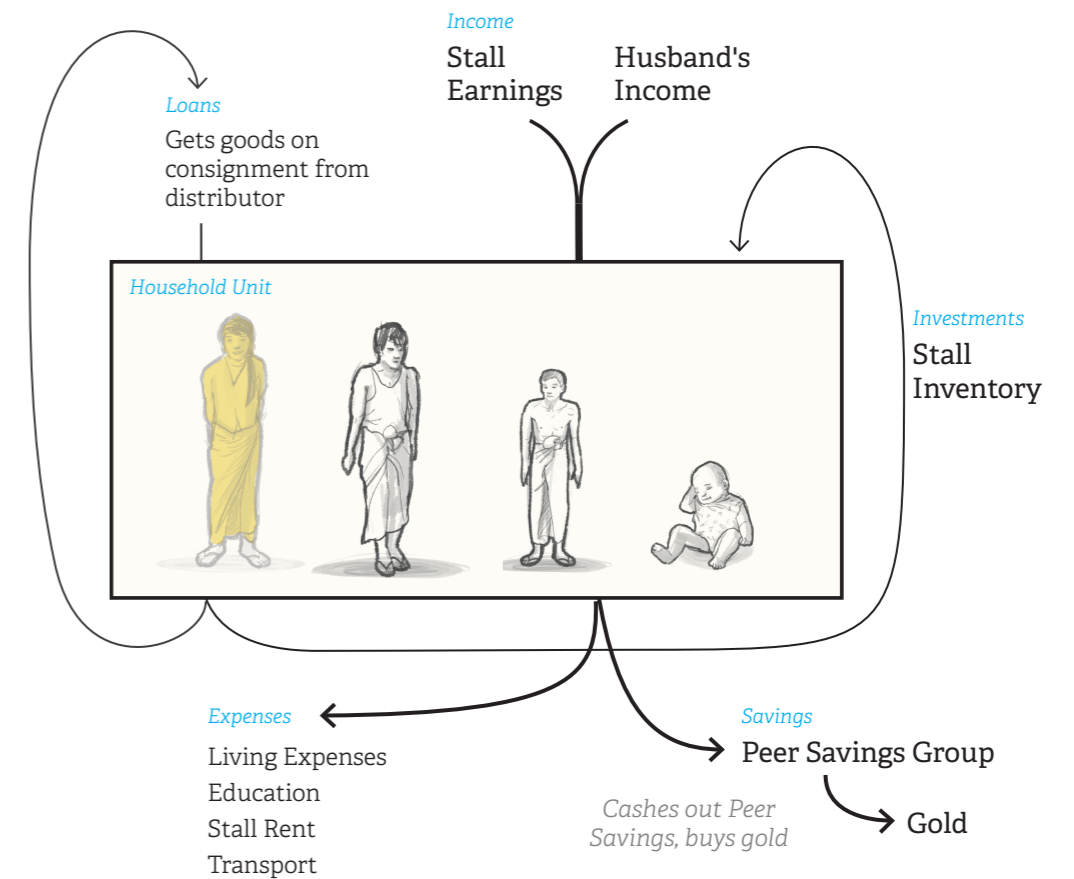 Income
Stall
Earnings
Husband's
Income
Loans
Gets goods on
consignment from
distributor
Household Unit
Investments
Stall
Inventory
Expenses
Living Expenses
Education
Stall Rent
Transport
Savings
Peer Savings Group
Cashes out Peer
Savings, buys gold
Gold